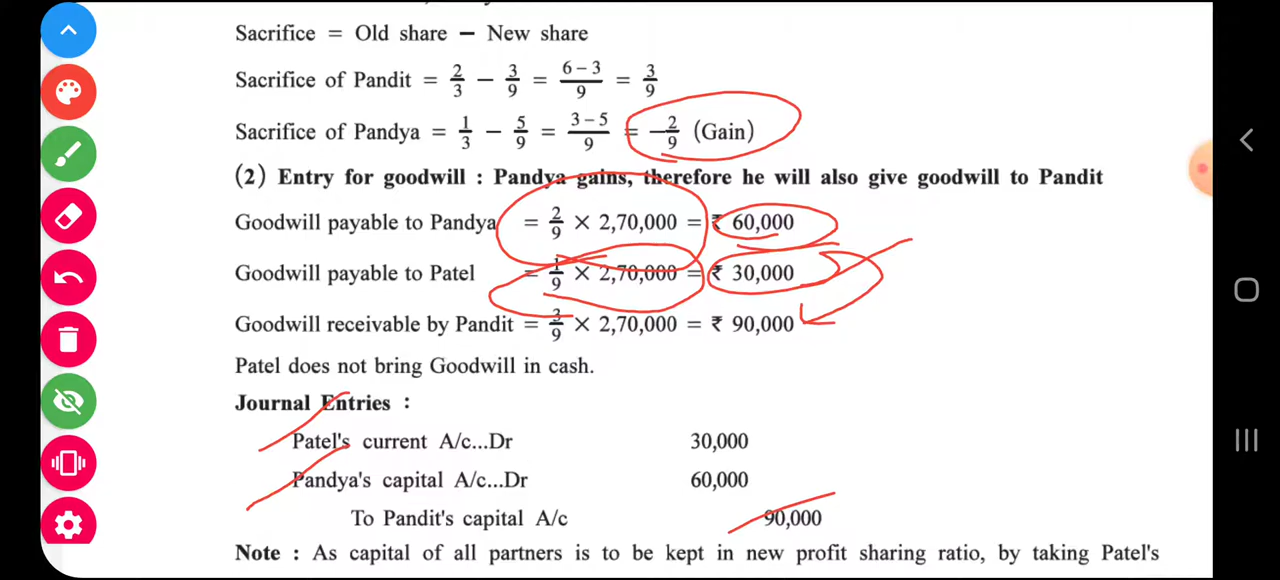 Sacrifice = Old share – New share
Sacrifice of Pandit = 2/3 – 3/9 = 6 – 3/9 = 3/9
Sacrifice of Pandya = 1/3 – 5/9 = 3 – 5/9 = –2/9 (Gain)
(2) Entry for goodwill : Pandya gains, therefore he will also give goodwill to Pandit
Goodwill payable to Pandya = 2/9 × 2,70,000 = ₹ 60,000
Goodwill payable to Patel = 1/9 × 2,70,000 = ₹ 30,000
Goodwill receivable by Pandit = 3/9 × 2,70,000 = ₹ 90,000
Patel does not bring Goodwill in cash.
Journal Entries :
Patel's current A/c...Dr 30,000
Pandya's capital A/c...Dr 60,000
To Pandit's capital A/c 90,000
Note : As capital of all partners is to be kept in new profit sharing ratio, by taking Patel's